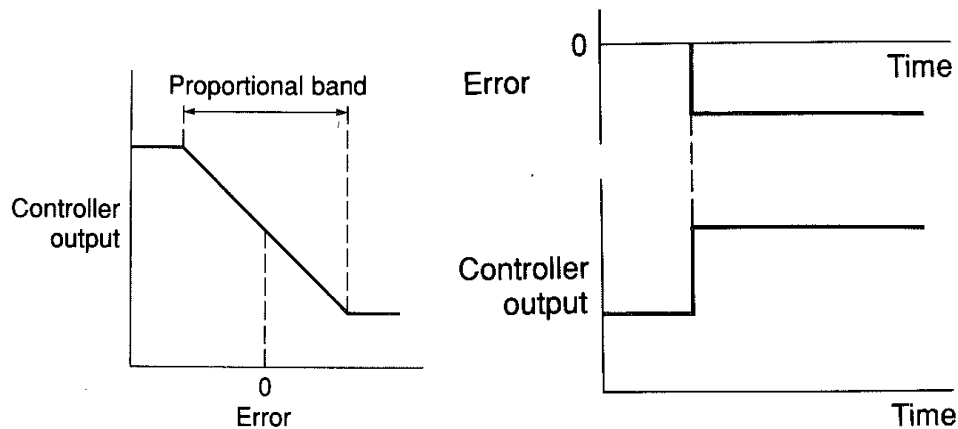 Proportional band
Controller
output
0
Error
0
Time
Error
Controller
output
Time